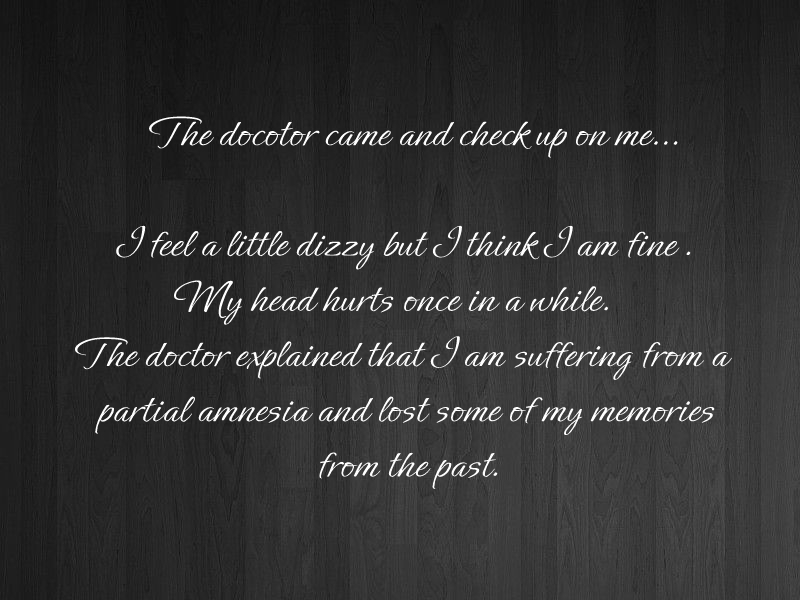 The docotor came and check up on me...
I feel a little dizzy but I think I am fine .
My head hurts once in a while.
The doctor explained that I am suffering from a
partial amnesia and lost some of my memories
from the past.